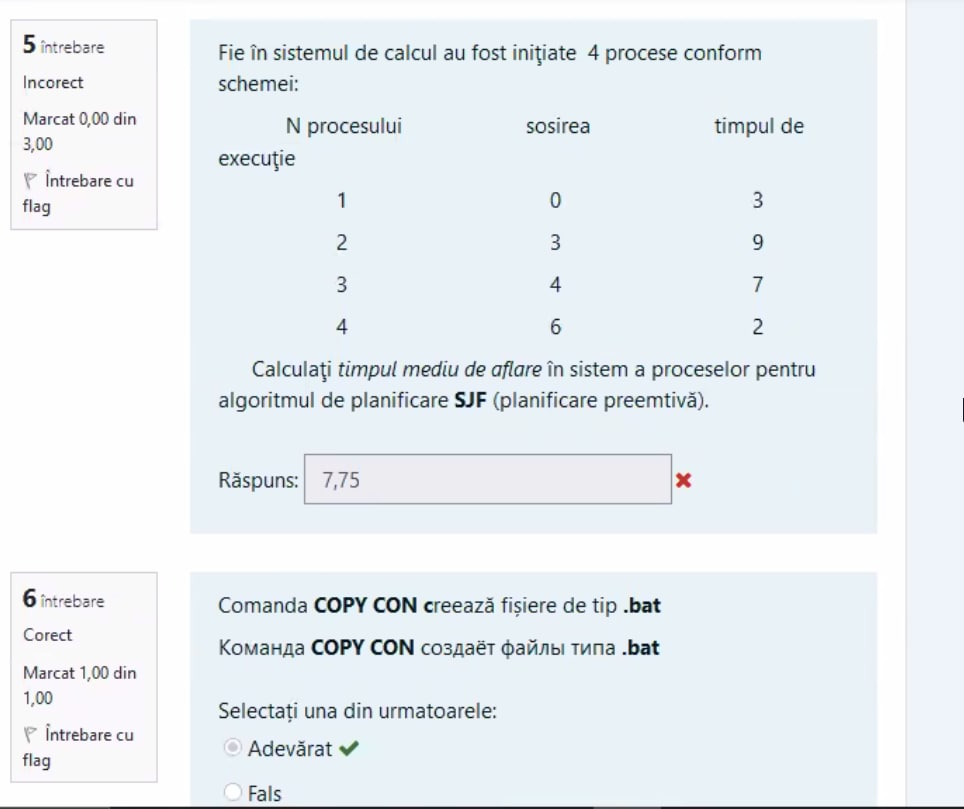 5 întrebare
Incorect
Marcat 0,00 din
3,00
Întrebare cu
flag
Fie în sistemul de calcul au fost iniţiate 4 procese conform
schemei:
N procesului sosirea timpul de
execuţie
1 0 3
2 3 9
3 4 7
4 6 2
Calculaţi timpul mediu de aflare în sistem a proceselor pentru
algoritmul de planificare SJF (planificare preemtivă).
Răspuns: 7,75
6 întrebare
Corect
Marcat 1,00 din
1,00
Întrebare cu
flag
Comanda COPY CON creează fișiere de tip .bat
Команда COPY CON создаёт файлы типа .bat
Selectați una din urmatoarele:
Adevărat
Fals